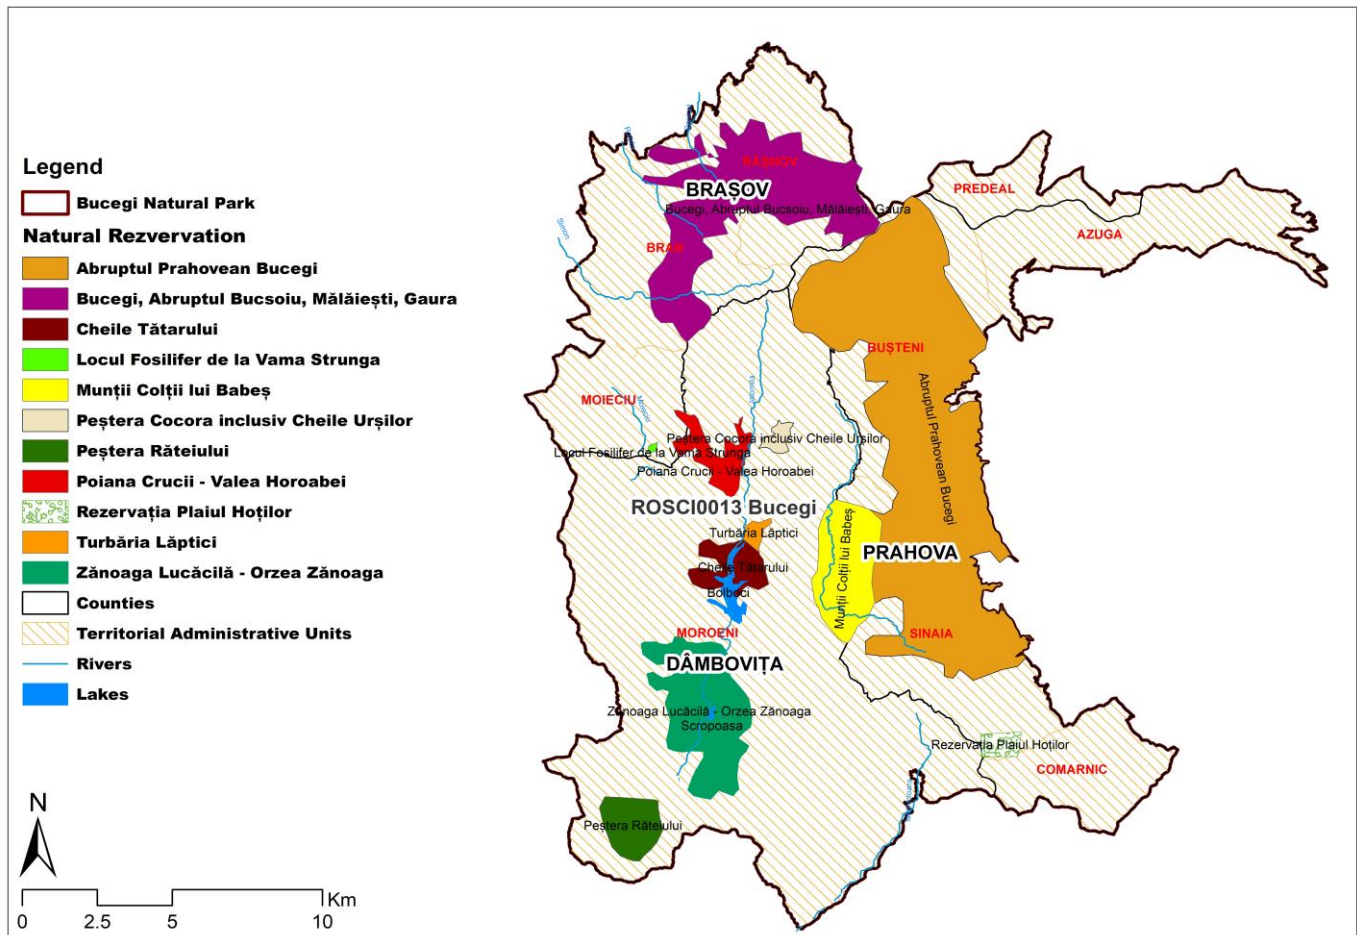 Legend
Bucegi Natural Park
Natural Rezvervation
Abruptul Prahovean Bucegi
Bucegi, Abruptul Bucsoiu, Mălăiești, Gaura
Cheile Tătarului
Locul Fosilifer de la Vama Strunga
Munții Colții lui Babeș
Peștera Cocora inclusiv Cheile Urșilor
Peștera Răteiului
Poiana Crucii - Valea Horoabei
Rezervația Plaiul Hoților
Turbăria Lăptici
Zănoaga Lucăcilă - Orzea Zănoaga
Counties
Territorial Administrative Units
Rivers
Lakes
N
Km
0 2.5 5 10
RÂȘNOV
BRAȘOV
Bucegi, Abruptul Bucsoiu, Mălăiești, Gaura
PREDEAL
AZUGA
BRAN
Simon
BUȘTENI
Abruptul Prahovean Bucegi
Ialomita
MOIECIU
Moieciu
Peștera Cocora inclusiv Cheile Urșilor
Locul Fosilifer de la Vama Strunga
Poiana Crucii - Valea Horoabei
ROSCI0013 Bucegi
Turbăria Lăptici
Munții Colții lui Babeș
PRAHOVA
Cheile Tătarului
Bolboci
MOROENI
SINAIA
DÂMBOVIȚA
Zănoaga Lucăcilă - Orzea Zănoaga
Scropoasa
Rezervația Plaiul Hoților
COMARNIC
Peștera Răteiului